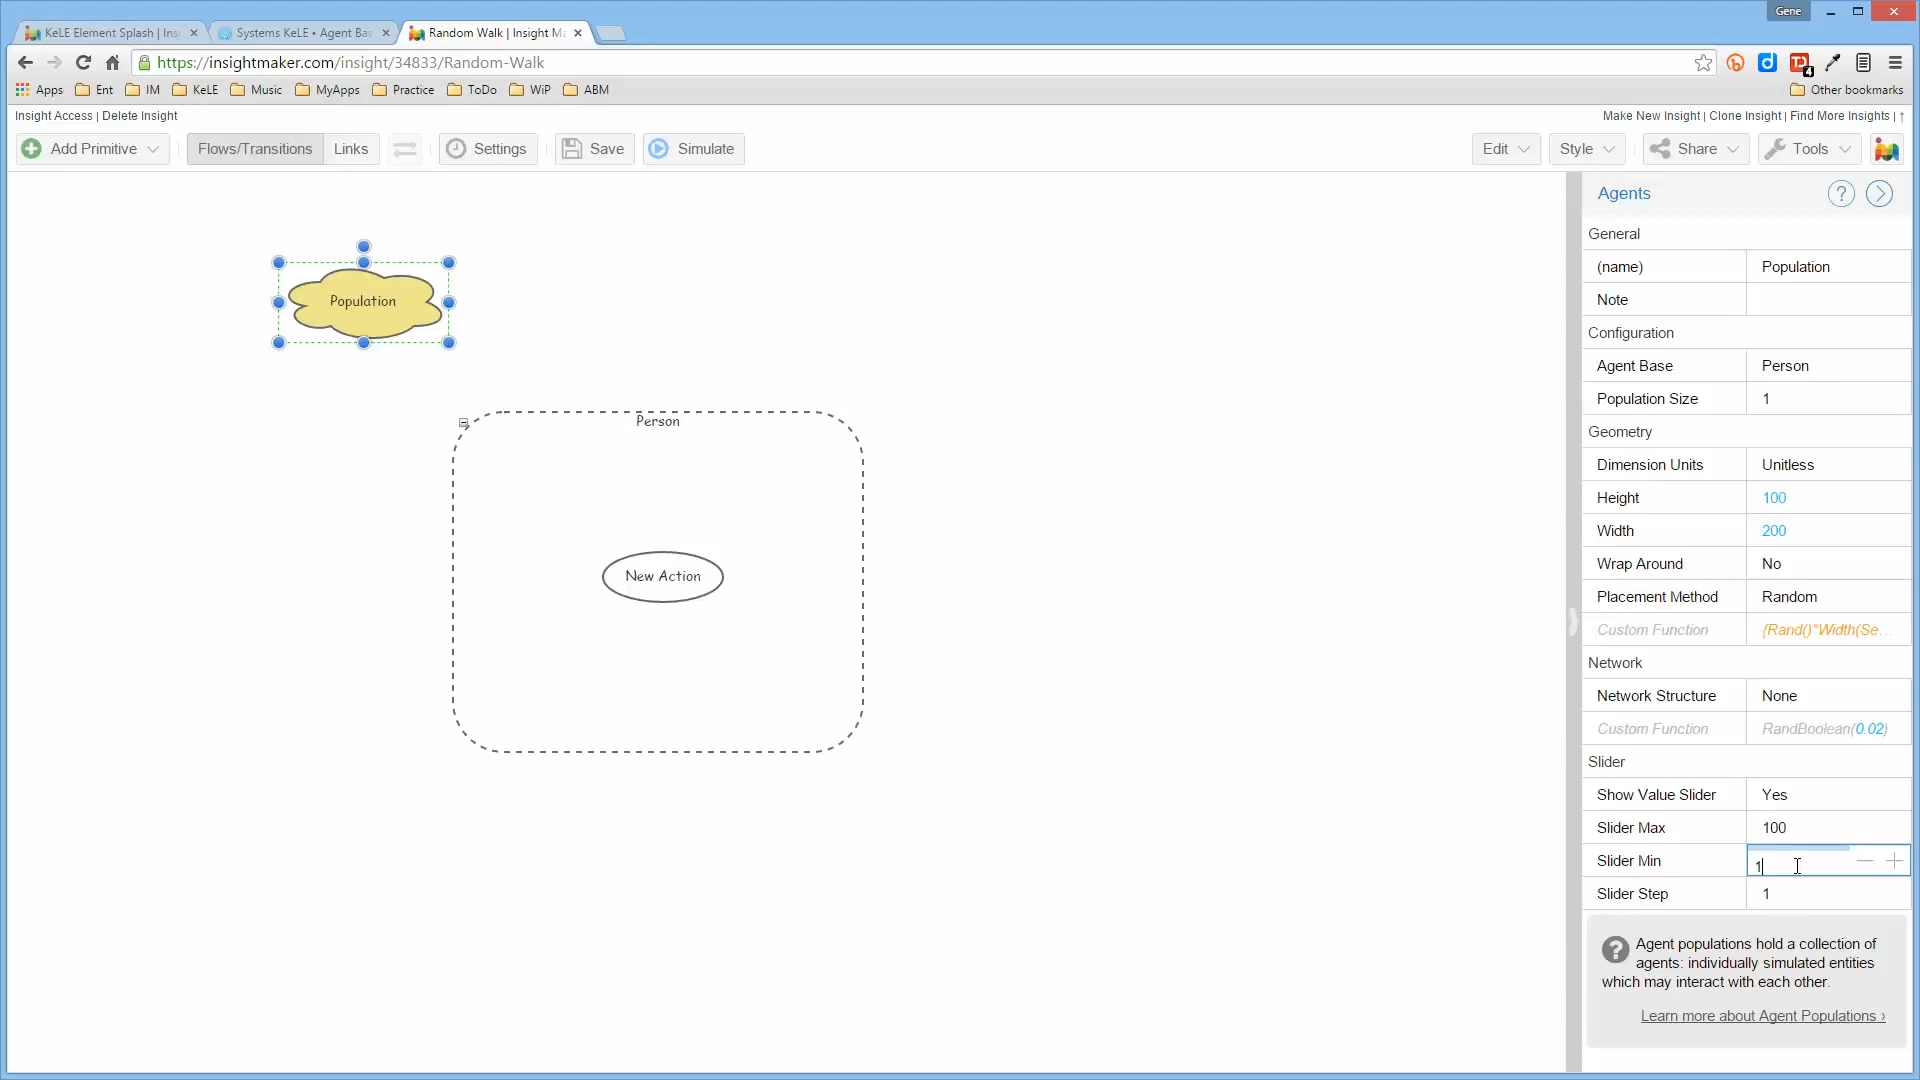 Gene
KeLE Element Splash | Ins
Systems KeLE • Agent Bas
Random Walk | Insight Ma
https://insightmaker.com/insight/34833/Random-Walk
4
Apps Ent IM KeLE Music MyApps Practice ToDo WiP ABM Other bookmarks
Insight Access | Delete Insight
Make New Insight | Clone Insight | Find More Insights | ↑
Add Primitive Flows/Transitions Links Settings Save Simulate Edit Style Share Tools
Population
Person
New Action
Agents
General
(name) Population
Note
Configuration
Agent Base Person
Population Size 1
Geometry
Dimension Units Unitless
Height 100
Width 200
Wrap Around No
Placement Method Random
Custom Function {Rand()*Width(Se...
Network
Network Structure None
Custom Function RandBoolean(0.02)
Slider
Show Value Slider Yes
Slider Max 100
Slider Min 1
Slider Step 1
Agent populations hold a collection of
agents: individually simulated entities
which may interact with each other.
Learn more about Agent Populations ›